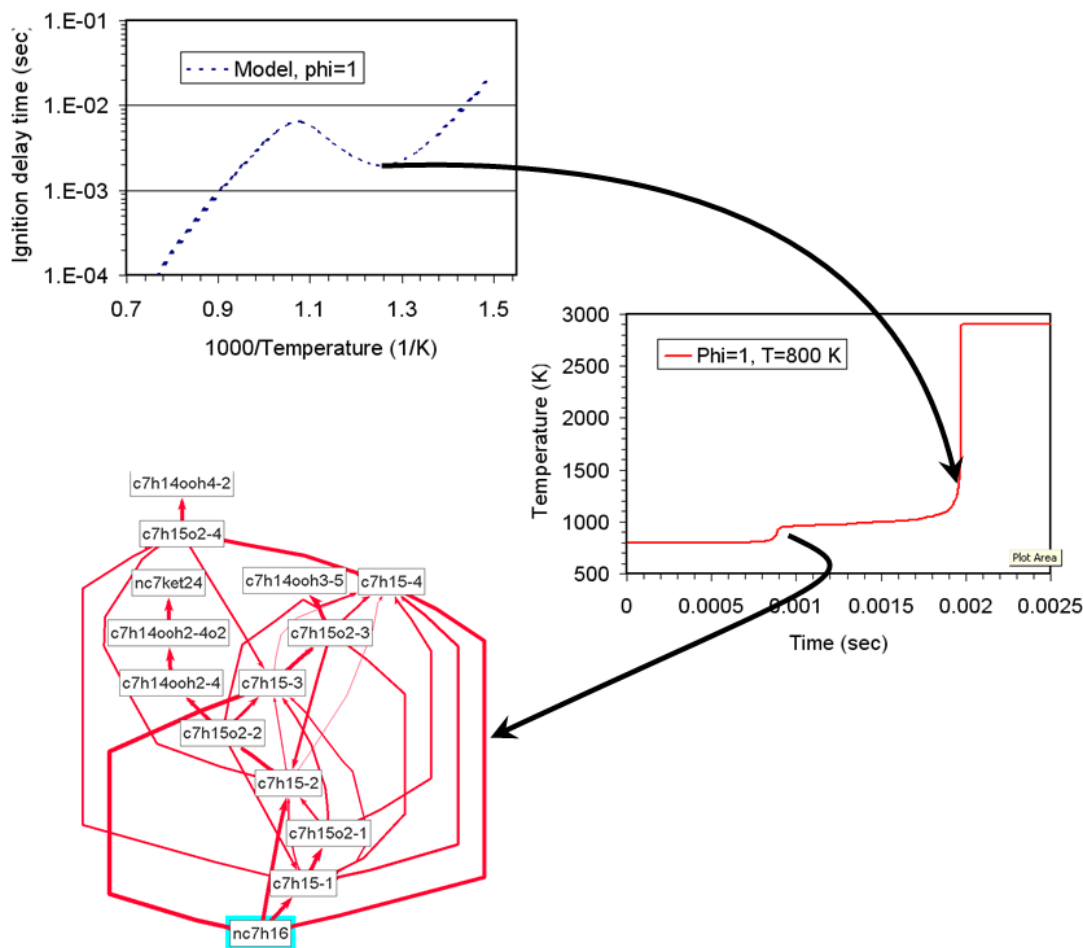 Ignition delay time (sec)
1.E-01
1.E-02
1.E-03
1.E-04
Model, phi=1
0.7 0.9 1.1 1.3 1.5
1000/Temperature (1/K)
Temperature (K)
3000
2500
2000
1500
1000
500
Phi=1, T=800 K
Plot Area
0 0.0005 0.001 0.0015 0.002 0.0025
Time (sec)
c7h14ooh4-2
c7h15o2-4
nc7ket24
c7h14ooh3-5
c7h15-4
c7h14ooh2-4o2
c7h15o2-3
c7h14ooh2-4
c7h15-3
c7h15o2-2
c7h15-2
c7h15o2-1
c7h15-1
nc7h16